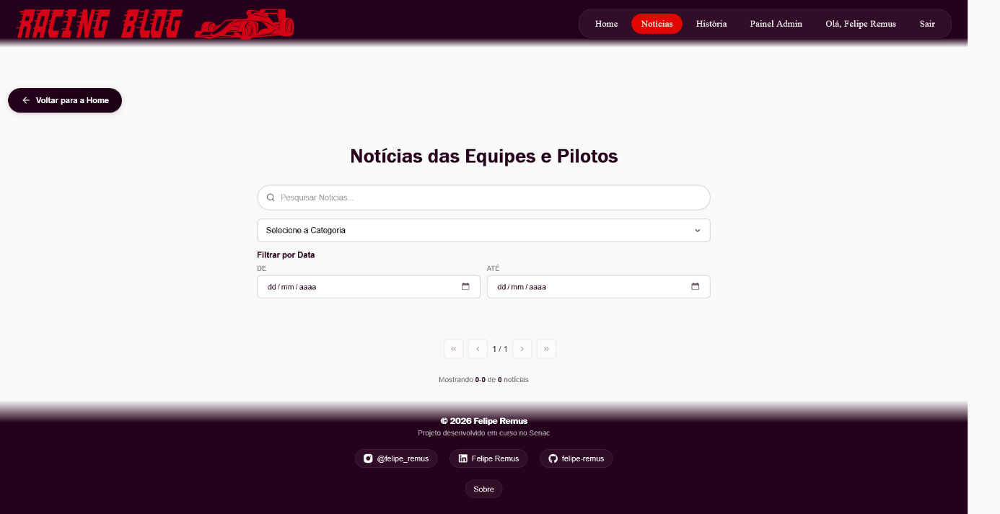 RACING BLOG
Home Notícias História Painel Admin Olá, Felipe Remus Sair
Voltar para a Home
Notícias das Equipes e Pilotos
Pesquisar Noticias...
Selecione a Categoria
Filtrar por Data
DE ATÉ
dd/mm/aaaa dd/mm/aaaa
« ‹ 1 / 1 › »
Mostrando 0-0 de 0 notícias
© 2026 Felipe Remus
Projeto desenvolvido em curso no Senac
@felipe_remus Felipe Remus felipe-remus
Sobre